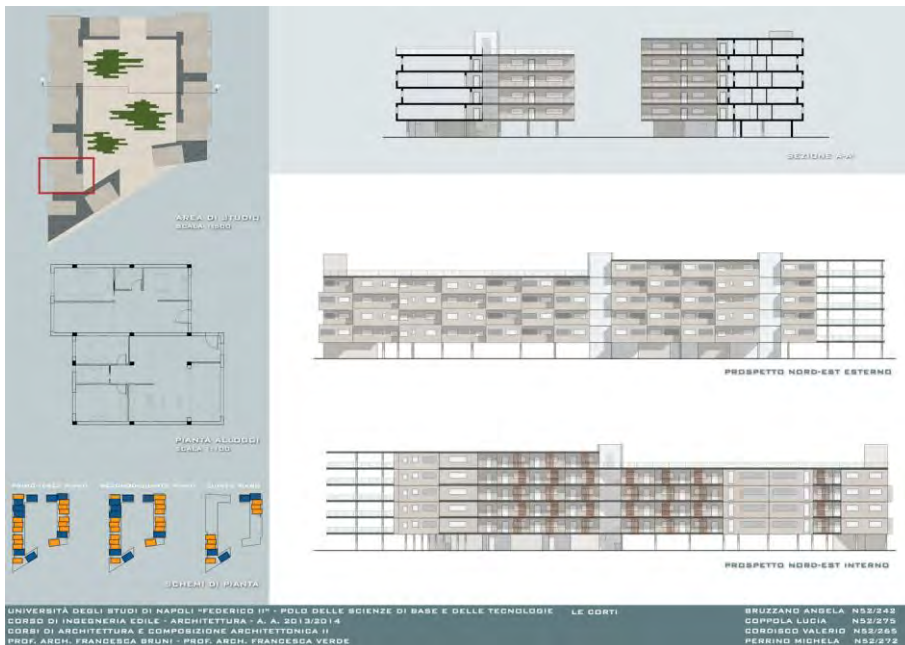 SEZIONE A-A'
AREA DI STUDIO
SCALA 1:500
PROSPETTO NORD-EST ESTERNO
PIANTA ALLOGGI
SCALA 1:100
PROSPETTO NORD-EST INTERNO
SCHEMI DI PIANTA
UNIVERSITÀ DEGLI STUDI DI NAPOLI "FEDERICO II" - POLO DELLE SCIENZE DI BASE E DELLE TECNOLOGIE
CORSO DI INGEGNERIA EDILE - ARCHITETTURA - A. A. 2013/2014
CORSI DI ARCHITETTURA E COMPOSIZIONE ARCHITETTONICA II
PROF. ARCH. FRANCESCA BRUNI - PROF. ARCH. FRANCESCA VERDE
LE CORTI
BRUZZANO ANGELA N52/242
COPPOLA LUCIA N52/275
CORDISCO VALERIO N52/265
PERRINO MICHELA N52/272